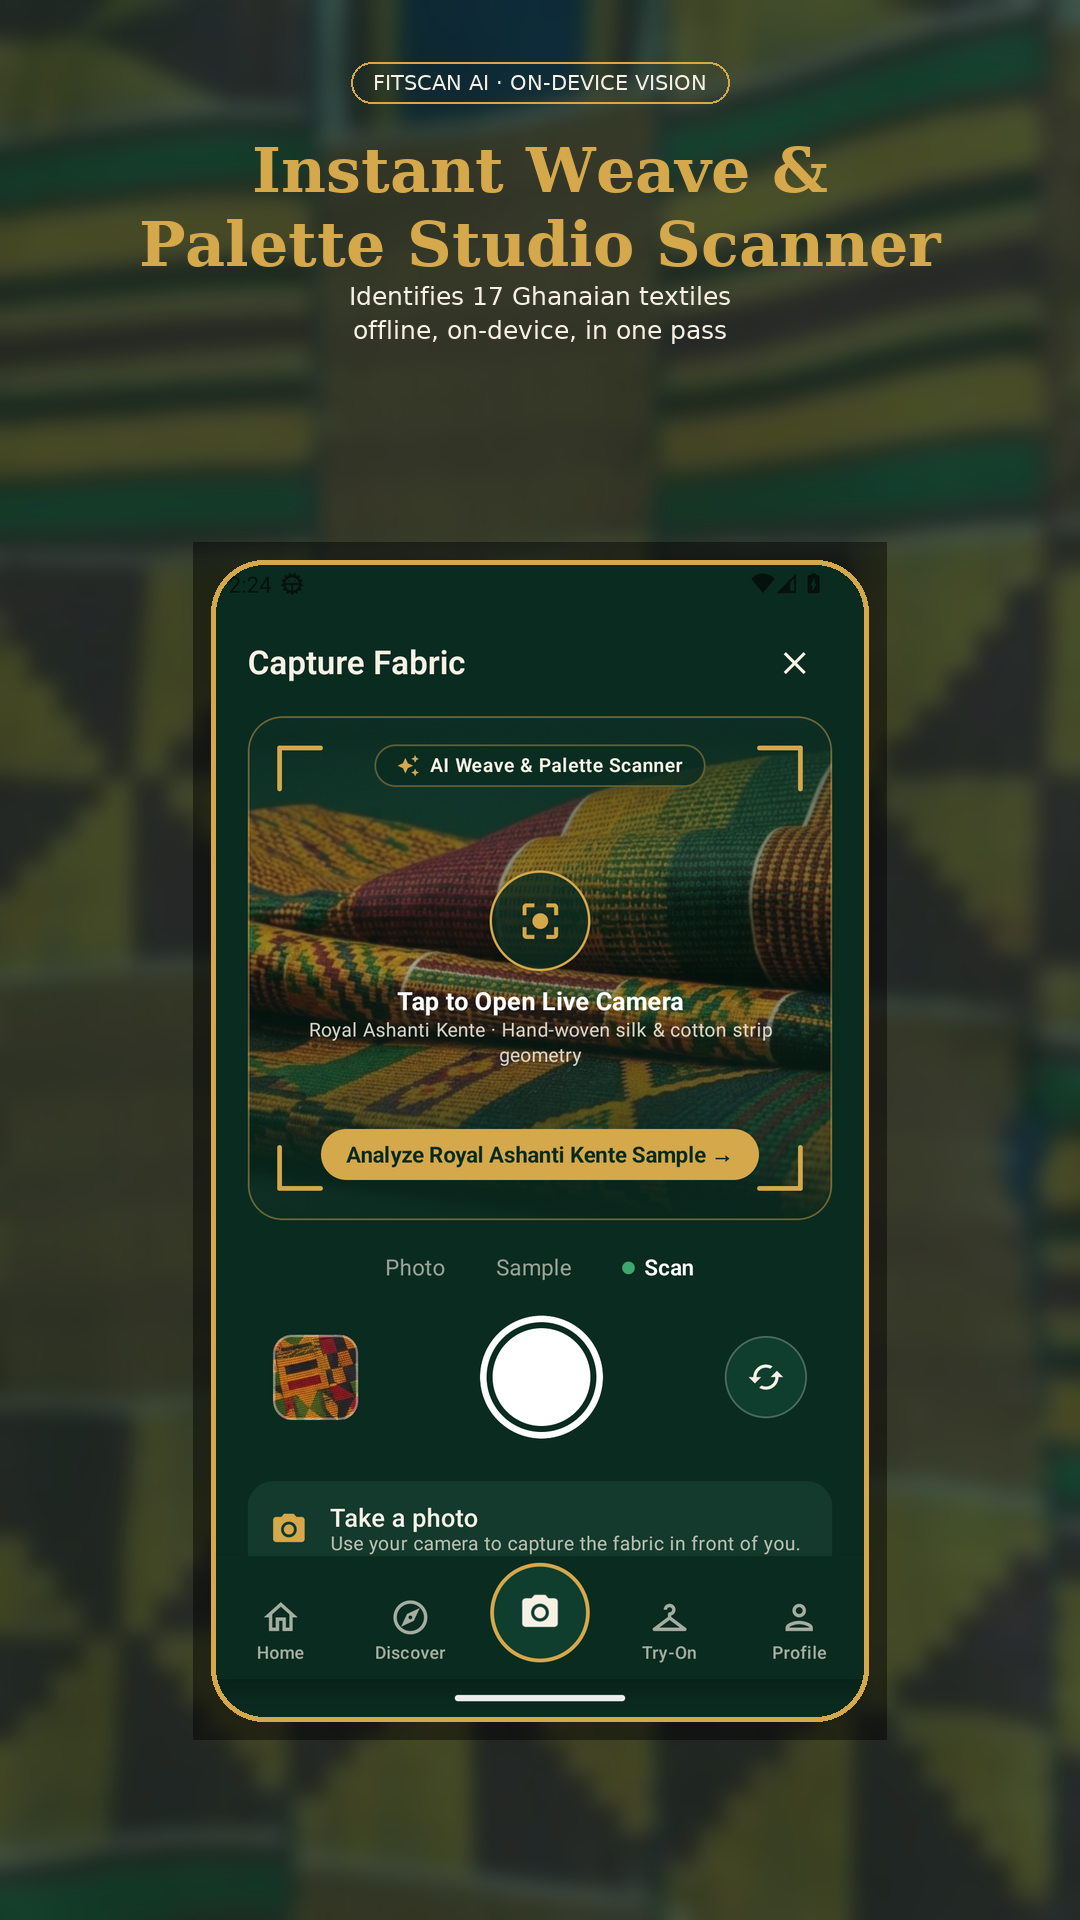 FITSCAN AI · ON-DEVICE VISION
Instant Weave &
Palette Studio Scanner
Identifies 17 Ghanaian textiles
offline, on-device, in one pass
2:24
Capture Fabric
AI Weave & Palette Scanner
Tap to Open Live Camera
Royal Ashanti Kente · Hand-woven silk & cotton strip
geometry
Analyze Royal Ashanti Kente Sample →
Photo Sample Scan
Take a photo
Use your camera to capture the fabric in front of you.
Home Discover Try-On Profile